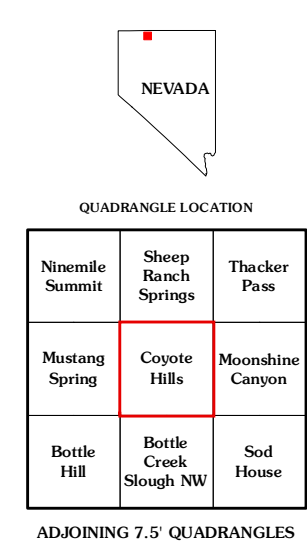 NEVADA
QUADRANGLE LOCATION
Ninemile
Summit
Sheep
Ranch
Springs
Thacker
Pass
Mustang
Spring
Coyote
Hills
Moonshine
Canyon
Bottle
Hill
Bottle
Creek
Slough NW
Sod
House
ADJOINING 7.5' QUADRANGLES